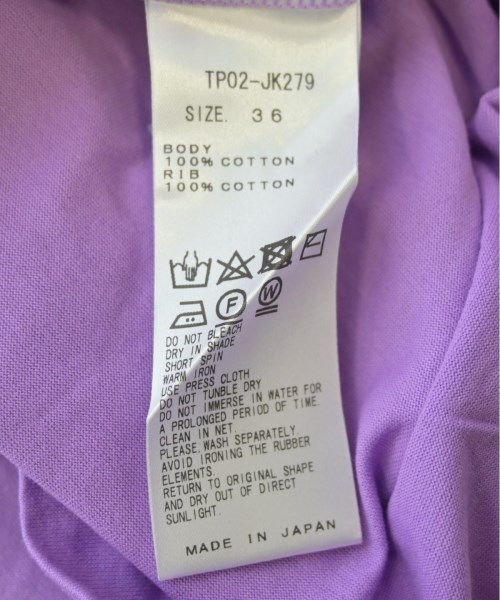 TP02-JK279
SIZE. 36
BODY
100% COTTON
RIB
100% COTTON
F W
DO NOT BLEACH
DRY IN SHADE
SHORT SPIN
WARM IRON
USE PRESS CLOTH
DO NOT TUNBLE DRY
DO NOT IMMERSE IN WATER FOR
A PROLONGED PERIOD OF TIME.
CLEAN IN NET.
PLEASE WASH SEPARATELY.
AVOID IRONING THE RUBBER
ELEMENTS.
RETURN TO ORIGINAL SHAPE
AND DRY OUT OF DIRECT
SUNLIGHT.
MADE IN JAPAN